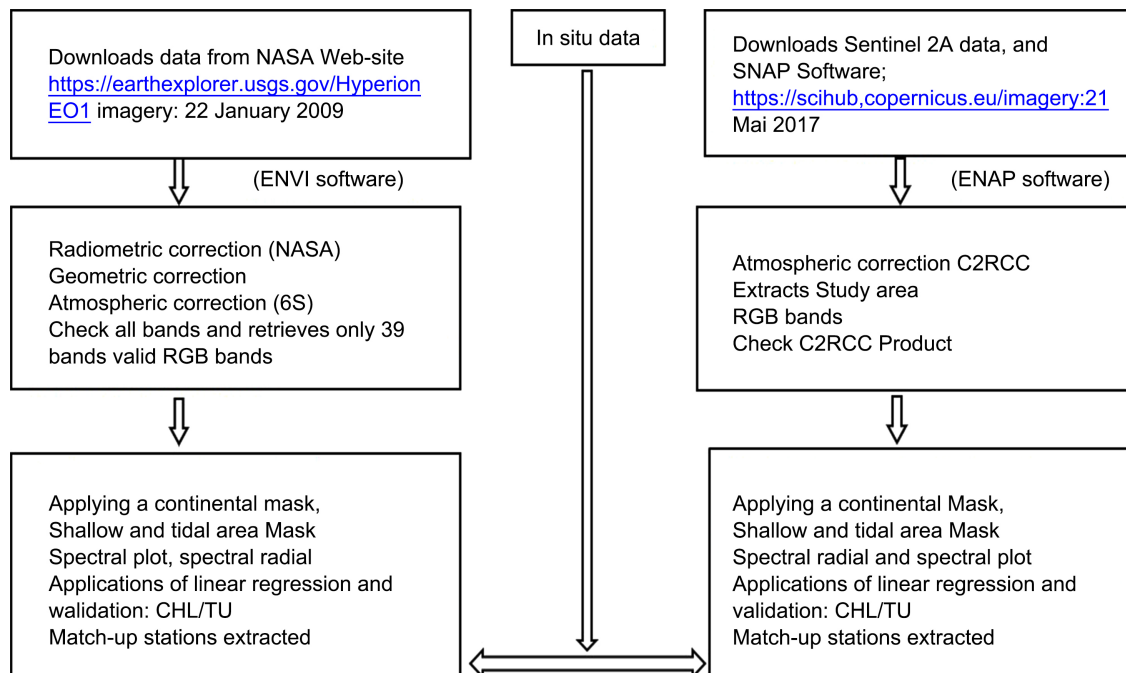 Downloads data from NASA Web-site
https://earthexplorer.usgs.gov/Hyperion
EO1 imagery: 22 January 2009
In situ data
Downloads Sentinel 2A data, and
SNAP Software;
https://scihub,copernicus.eu/imagery:21
Mai 2017
(ENVI software)
(ENAP software)
Radiometric correction (NASA)
Geometric correction
Atmospheric correction (6S)
Check all bands and retrieves only 39
bands valid RGB bands
Atmospheric correction C2RCC
Extracts Study area
RGB bands
Check C2RCC Product
Applying a continental mask,
Shallow and tidal area Mask
Spectral plot, spectral radial
Applications of linear regression and
walidation: CHL/TU
Match-up stations extracted
Applying a continental Mask,
Shallow and tidal area Mask
Spectral radial and spectral plot
Applications of linear regression and
validation: CHL/TU
Match-up stations extracted